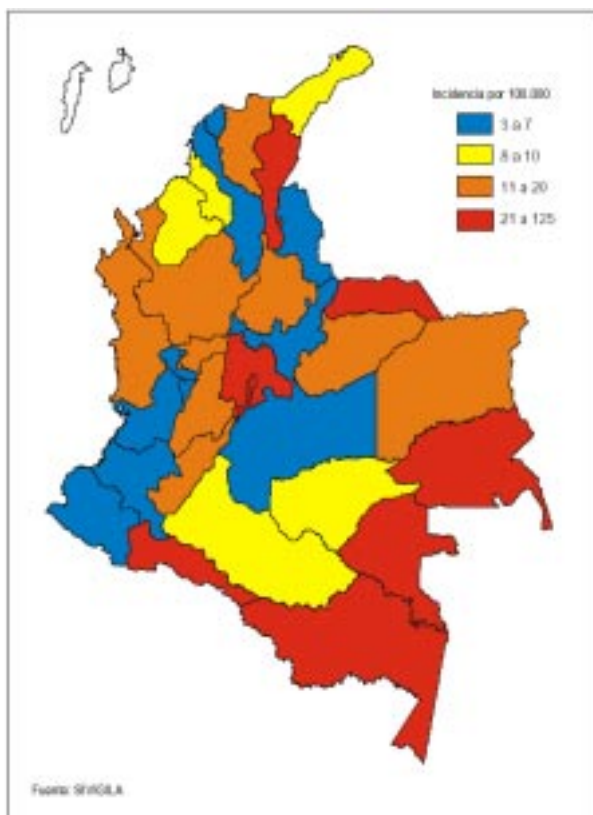 Incidencia por 100.000
3 a 7
8 a 10
11 a 20
21 a 125
Fuente: SIVIGILA